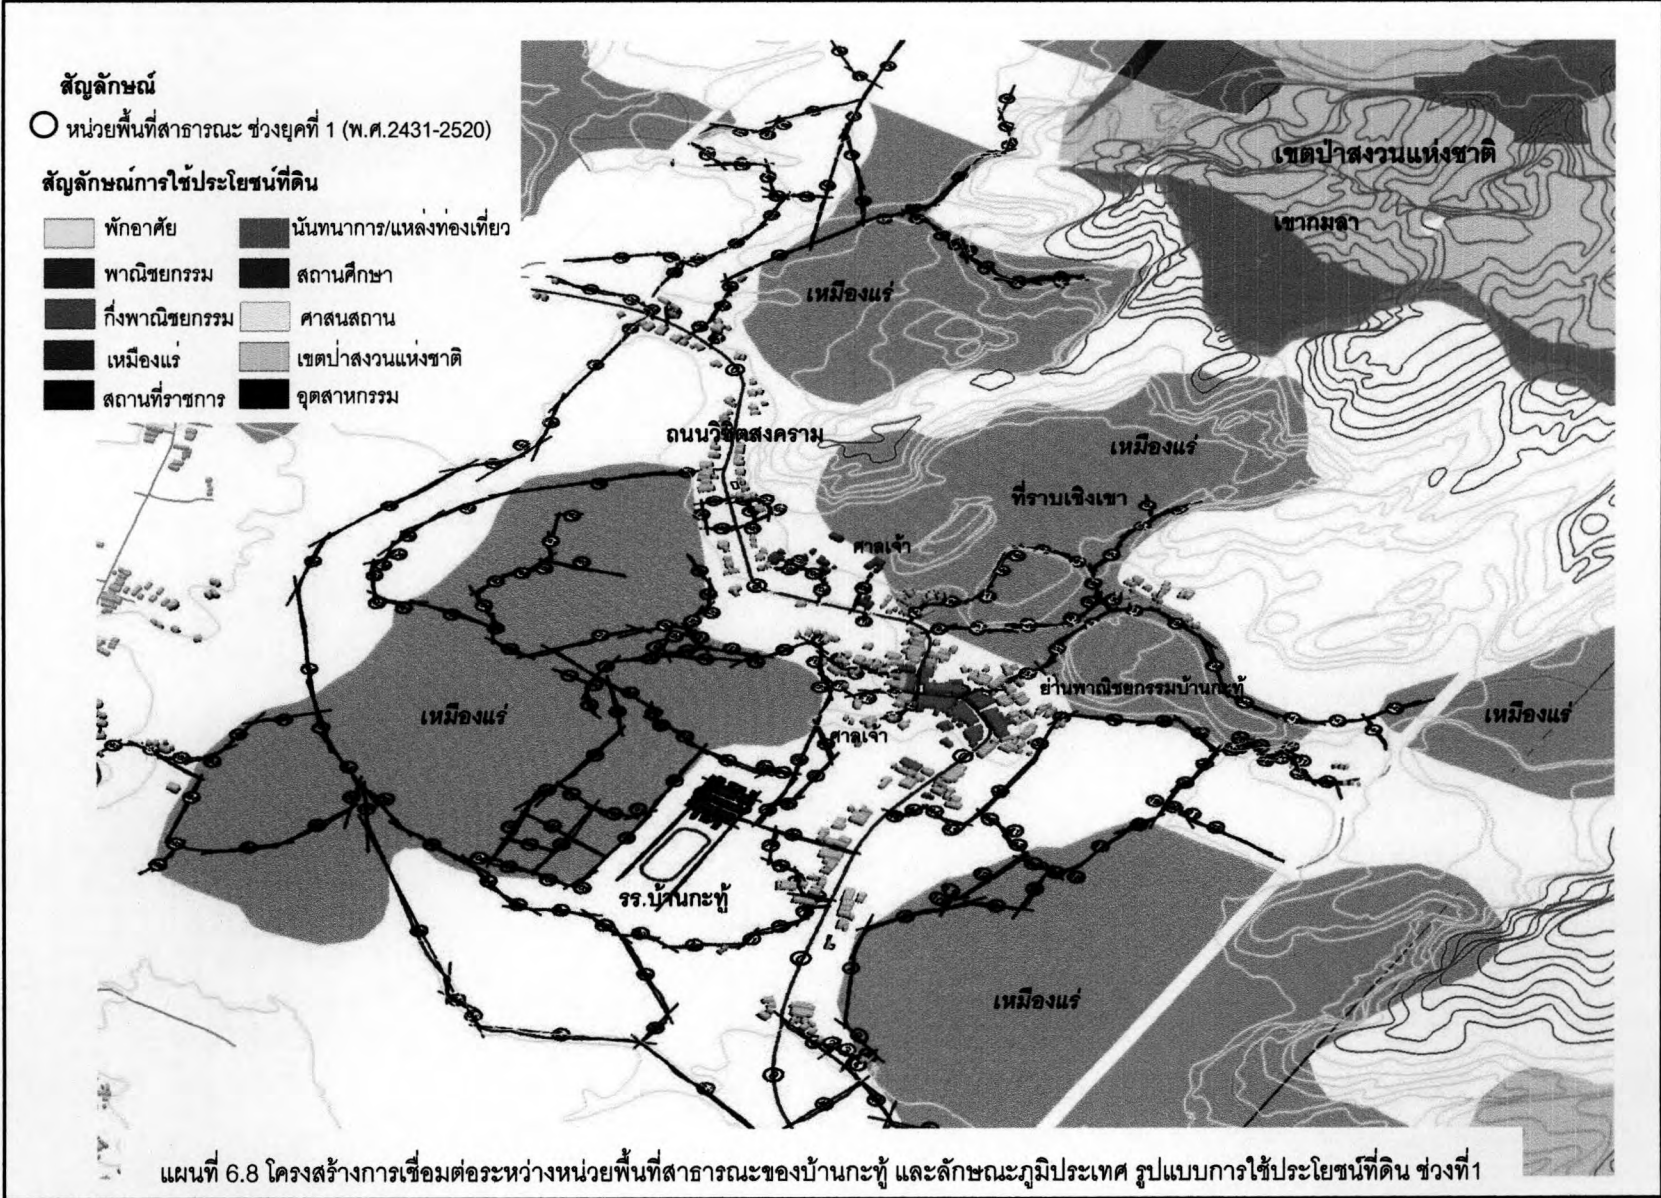 สัญลักษณ์
หน่วยพื้นที่สาธารณะ ช่วงยุคที่ 1 (พ.ศ.2431-2520)
สัญลักษณ์การใช้ประโยชน์ที่ดิน
พักอาศัย
นันทนาการ/แหล่งท่องเที่ยว
พาณิชยกรรม
สถานศึกษา
กึ่งพาณิชยกรรม
ศาสนสถาน
เหมืองแร่
เขตป่าสงวนแห่งชาติ
สถานที่ราชการ
อุตสาหกรรม
เขตป่าสงวนแห่งชาติ
เขากมลา
เหมืองแร่
ถนนวิชิตสงคราม
เหมืองแร่
ที่ราบเชิงเขา
ศาลเจ้า
ย่านพาณิชยกรรมบ้านกะทู้
เหมืองแร่
เหมืองแร่
ศาลเจ้า
รร.บ้านกะทู้
เหมืองแร่
แผนที่ 6.8 โครงสร้างการเชื่อมต่อระหว่างหน่วยพื้นที่สาธารณะของบ้านกะทู้ และลักษณะภูมิประเทศ รูปแบบการใช้ประโยชน์ที่ดิน ช่วงที่1